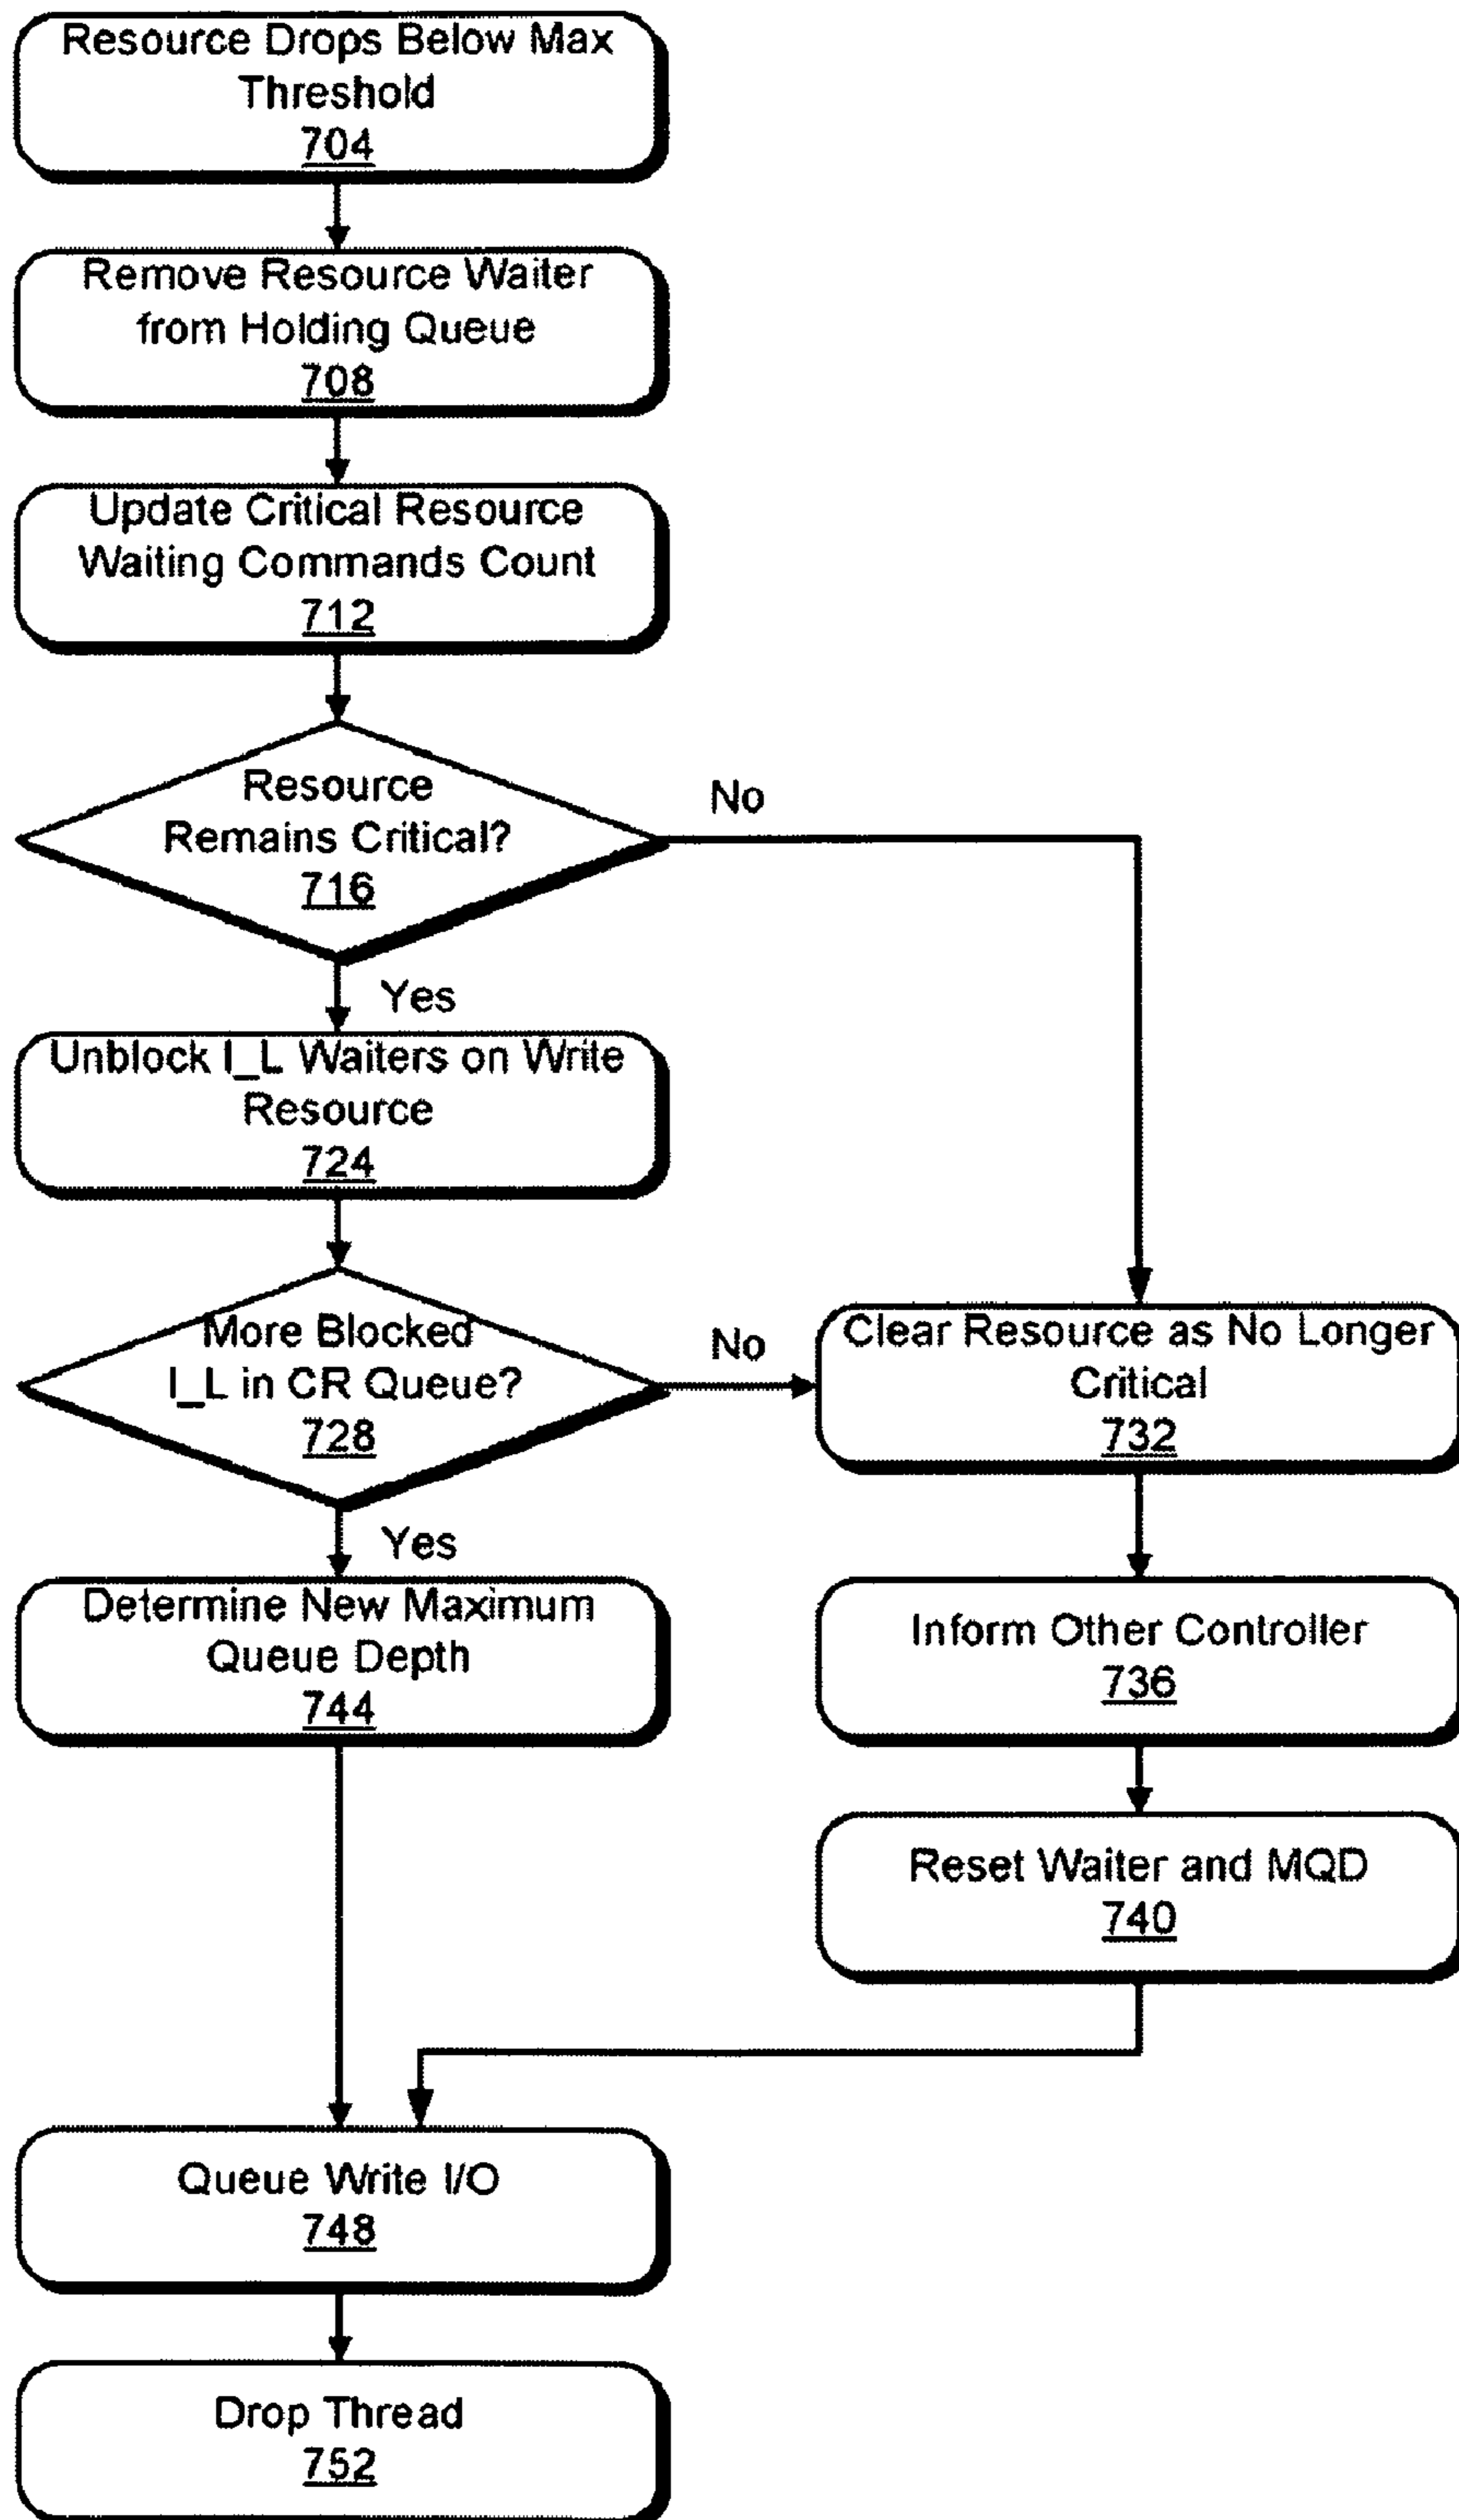 Resource Drops Below Max
Threshold
704
Remove Resource Waiter
from Holding Queue
708
Update Critical Resource
Waiting Commands Count
712
Resource
Remains Critical?
716
No
Yes
Unblock I_L Waiters on Write
Resource
724
More Blocked
I_L in CR Queue?
728
No
Clear Resource as No Longer
Critical
732
Yes
Determine New Maximum
Queue Depth
744
Inform Other Controller
736
Reset Waiter and MQD
740
Queue Write I/O
748
Drop Thread
752